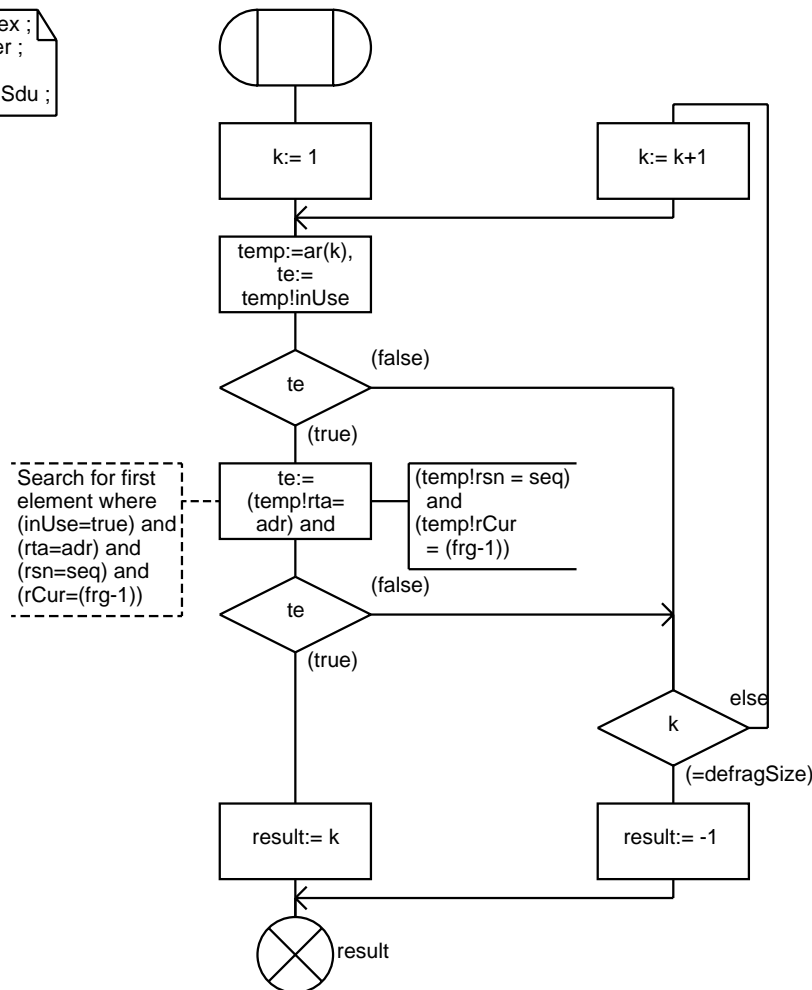 ex ;
er ;
Sdu ;
k:= 1
k:= k+1
temp:=ar(k),
te:=
temp!inUse
(false)
te
(true)
Search for first
element where
(inUse=true) and
(rta=adr) and
(rsn=seq) and
(rCur=(frg-1))
te:=
(temp!rta=
adr) and
(temp!rsn = seq)
and
(temp!rCur
= (frg-1))
(false)
te
(true)
else
k
(=defragSize)
result:= k
result:= -1
result